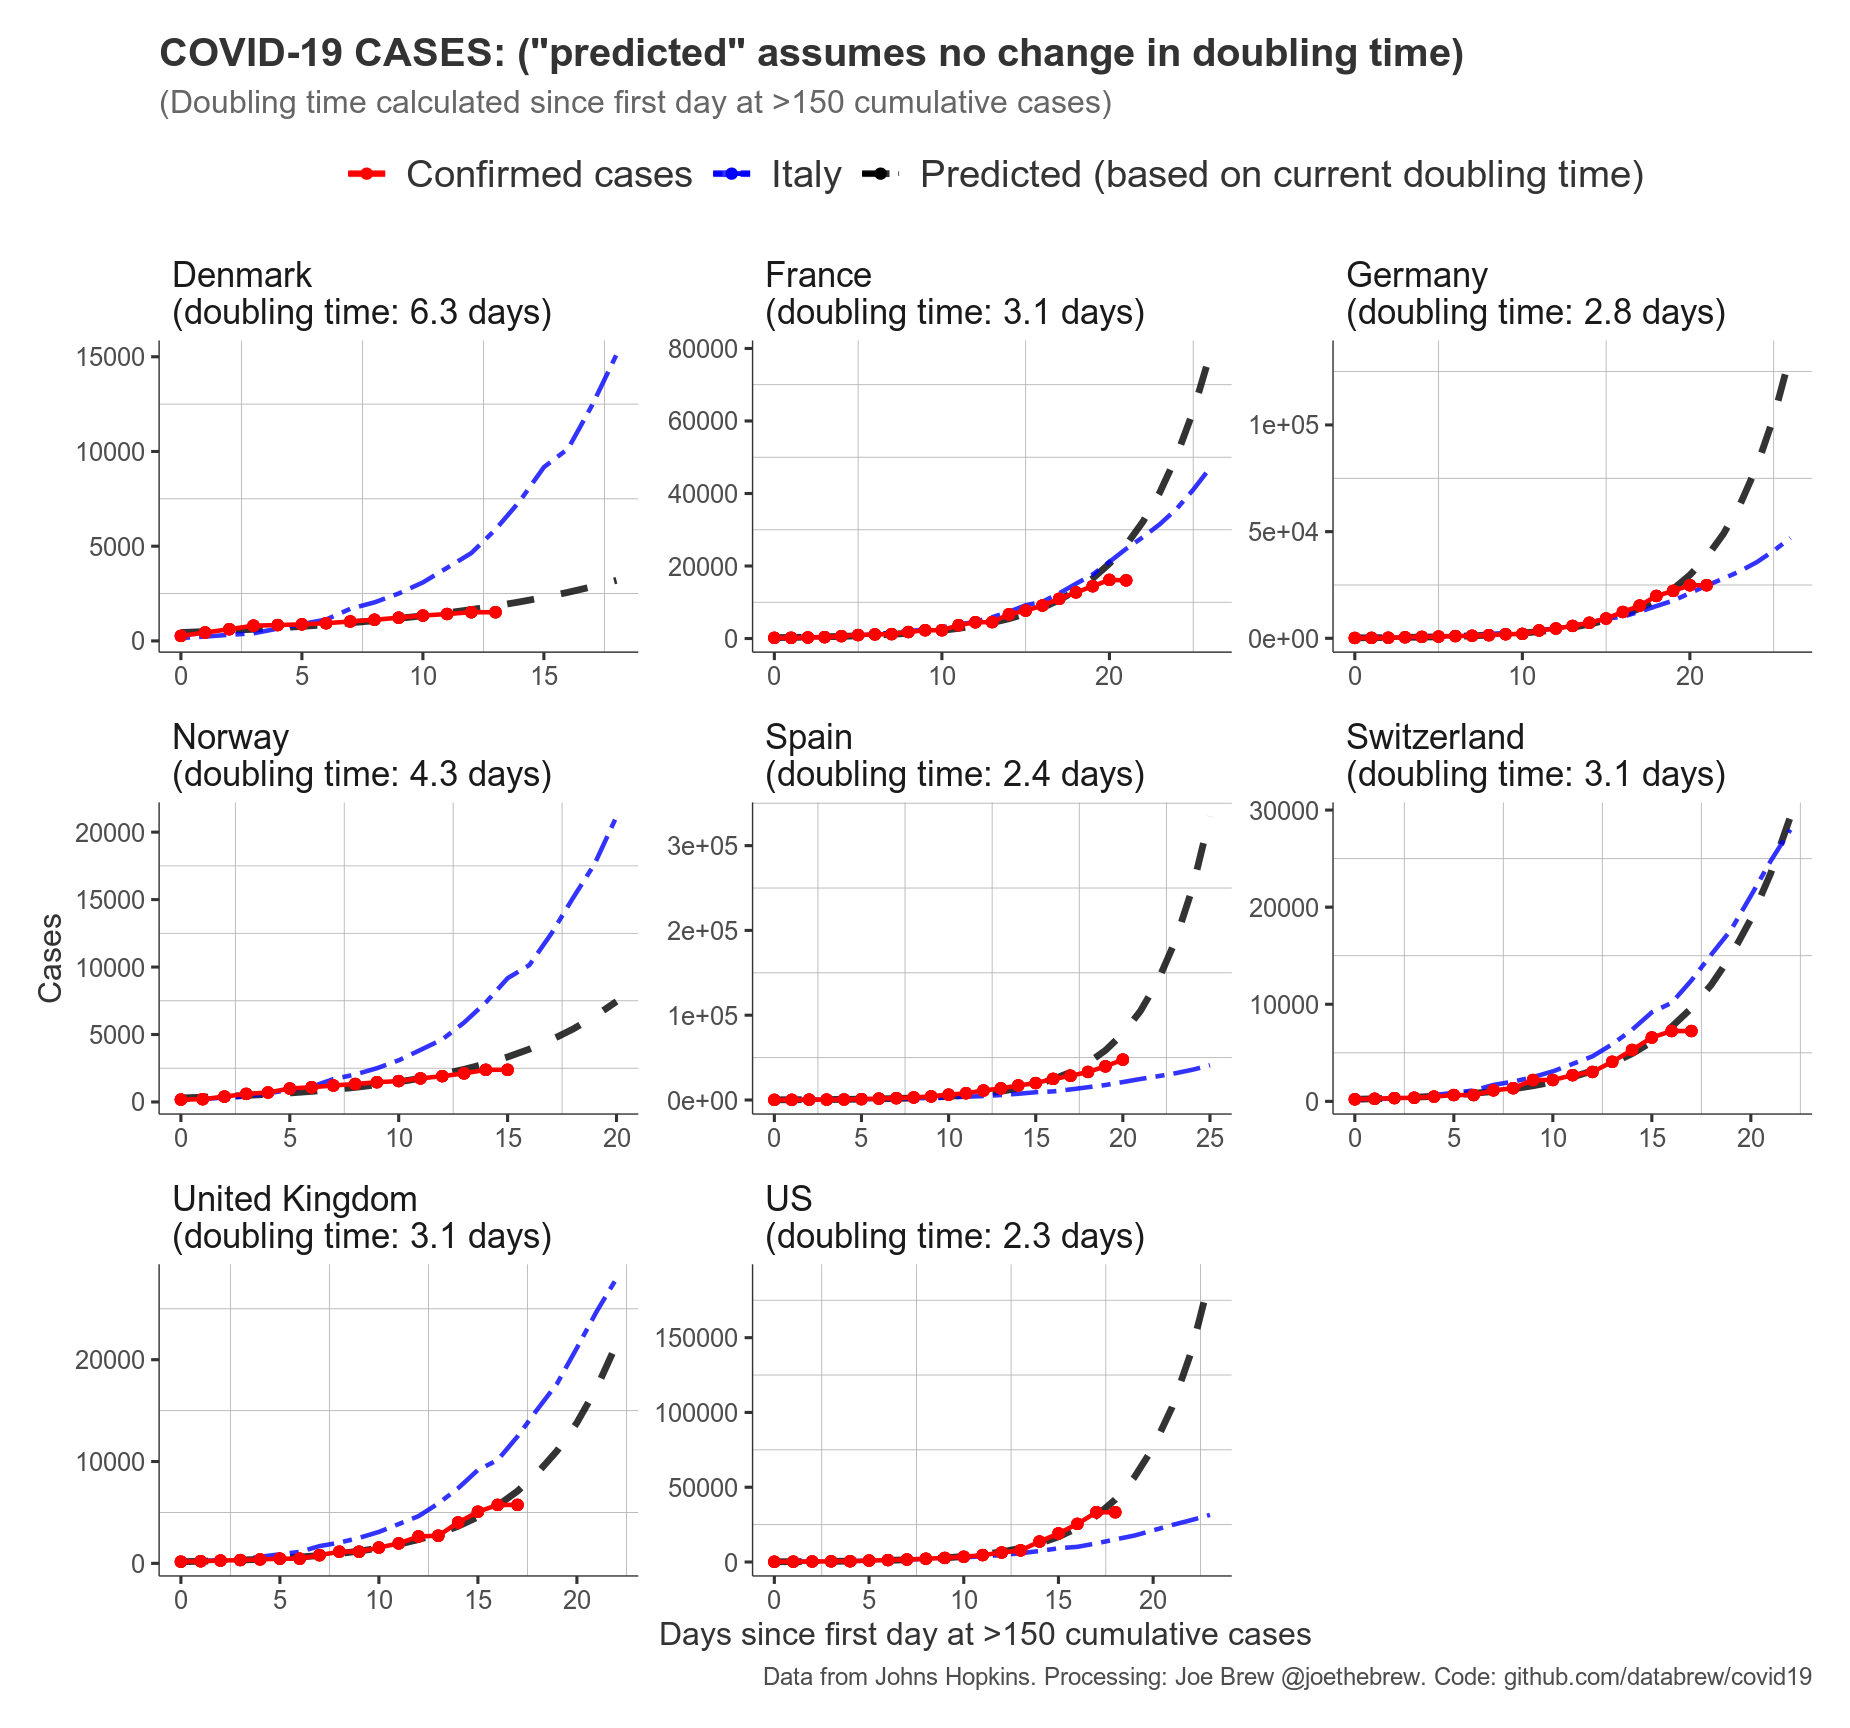 COVID-19 CASES: ("predicted" assumes no change in doubling time)
(Doubling time calculated since first day at >150 cumulative cases)
Confirmed cases Italy Predicted (based on current doubling time)
Denmark
(doubling time: 6.3 days)
15000
10000
5000
0
0 5 10 15
France
(doubling time: 3.1 days)
80000
60000
40000
20000
0
0 10 20
Germany
(doubling time: 2.8 days)
1e+05
5e+04
0e+00
0 10 20
Cases
Norway
(doubling time: 4.3 days)
20000
15000
10000
5000
0
0 5 10 15 20
Spain
(doubling time: 2.4 days)
3e+05
2e+05
1e+05
0e+00
0 5 10 15 20 25
Switzerland
(doubling time: 3.1 days)
30000
20000
10000
0
0 5 10 15 20
United Kingdom
(doubling time: 3.1 days)
20000
10000
0
0 5 10 15 20
US
(doubling time: 2.3 days)
150000
100000
50000
0
0 5 10 15 20
Days since first day at >150 cumulative cases
Data from Johns Hopkins. Processing: Joe Brew @joethebrew. Code: github.com/databrew/covid19